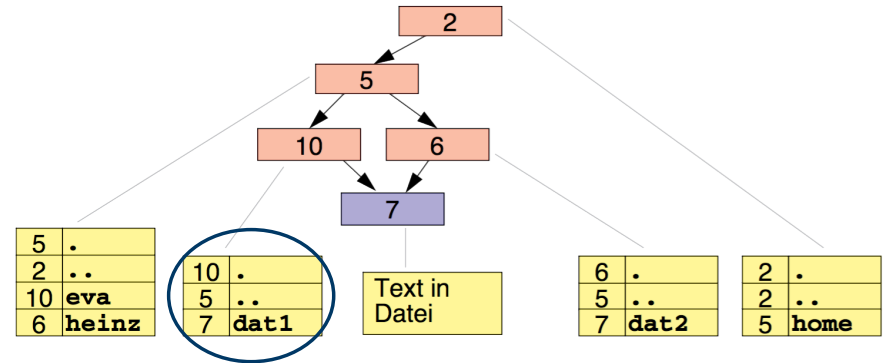 2
5
10
6
7
5 .
2 ..
10 eva
6 heinz
10 .
5 ..
7 dat1
Text in
Datei
6 .
5 ..
7 dat2
2 .
2 ..
5 home